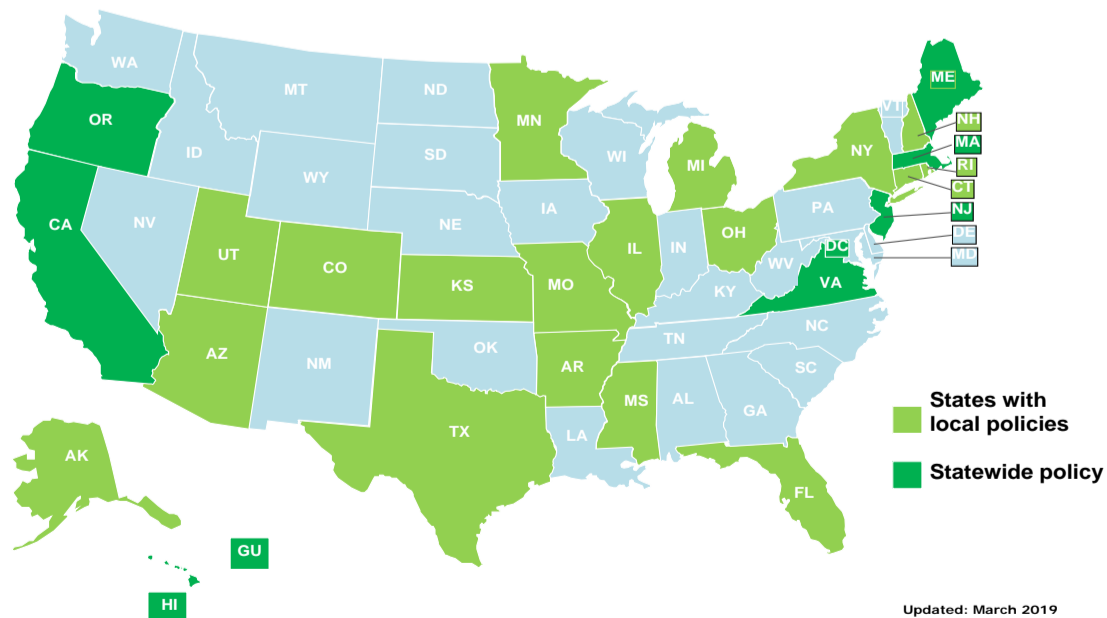 WA
MT
ND
MN
ME
VT
NH
OR
MA
ID
SD
WI
NY
RI
MI
WY
CT
IA
PA
NJ
NV
NE
CA
OH
DE
IL
IN
DC
MD
UT
WV
CO
KS
MO
VA
KY
NC
TN
OK
AZ
NM
AR
SC
MS
AL
GA
TX
LA
AK
FL
GU
HI
States with
local policies
Statewide policy
Updated: March 2019